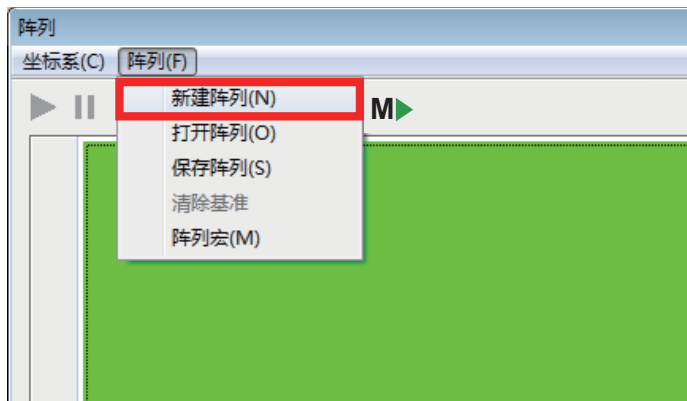 阵列
坐标系(C) 阵列(F)
新建阵列(N)
M
打开阵列(O)
保存阵列(S)
清除基准
阵列宏(M)